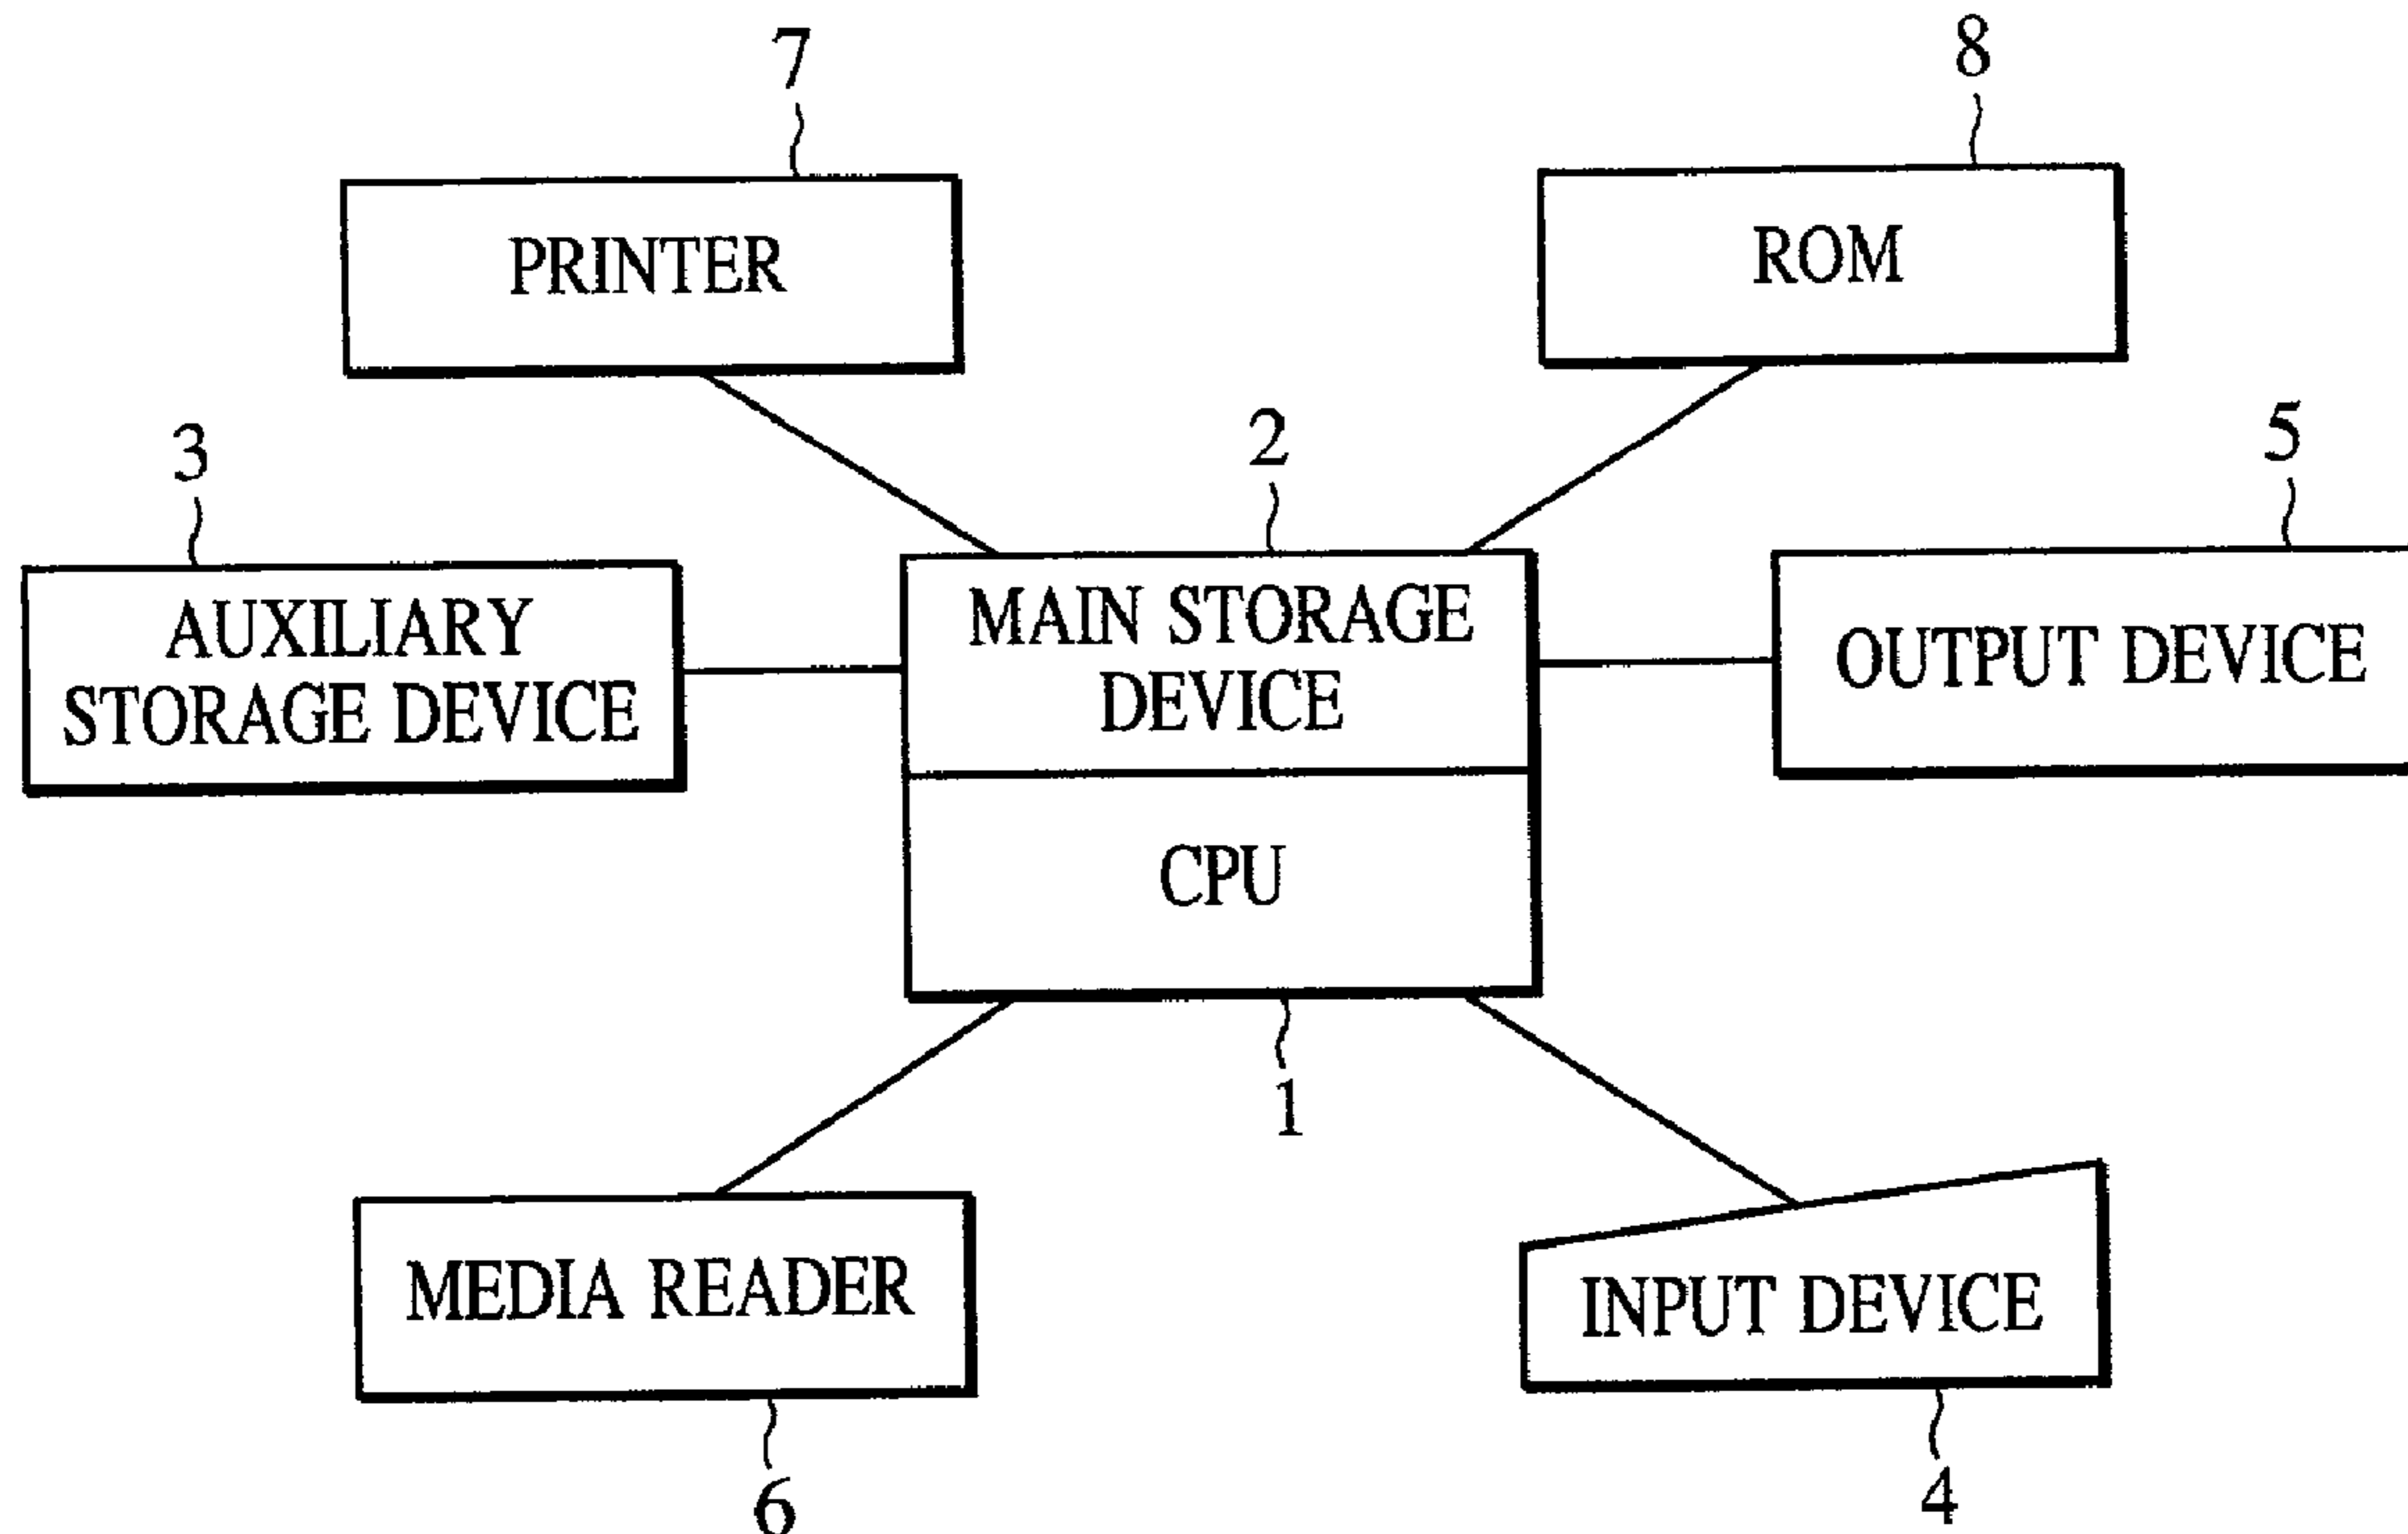 7
8
PRINTER
ROM
3
2
5
AUXILIARY
STORAGE DEVICE
MAIN STORAGE
DEVICE
OUTPUT DEVICE
CPU
1
MEDIA READER
INPUT DEVICE
6
4